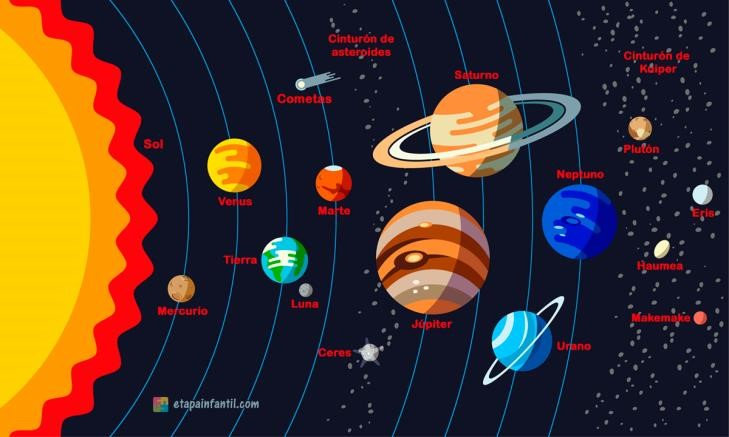 Cinturón de
asteroides
Cinturón de
Kuiper
Saturno
Cometas
Sol
Plutón
Neptuno
Venus
Marte
Eris
Tierra
Haumea
Luna
Mercurio
Júpiter
Makemake
Urano
Ceres
etapainfantil.com